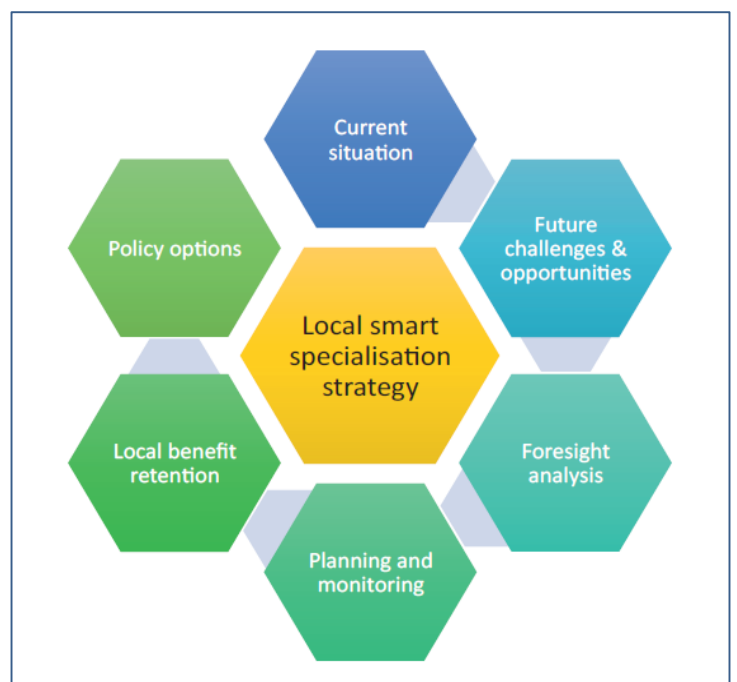 Current
situation
Future
challenges &
opportunities
Foresight
analysis
Planning and
monitoring
Local benefit
retention
Policy options
Local smart
specialisation
strategy